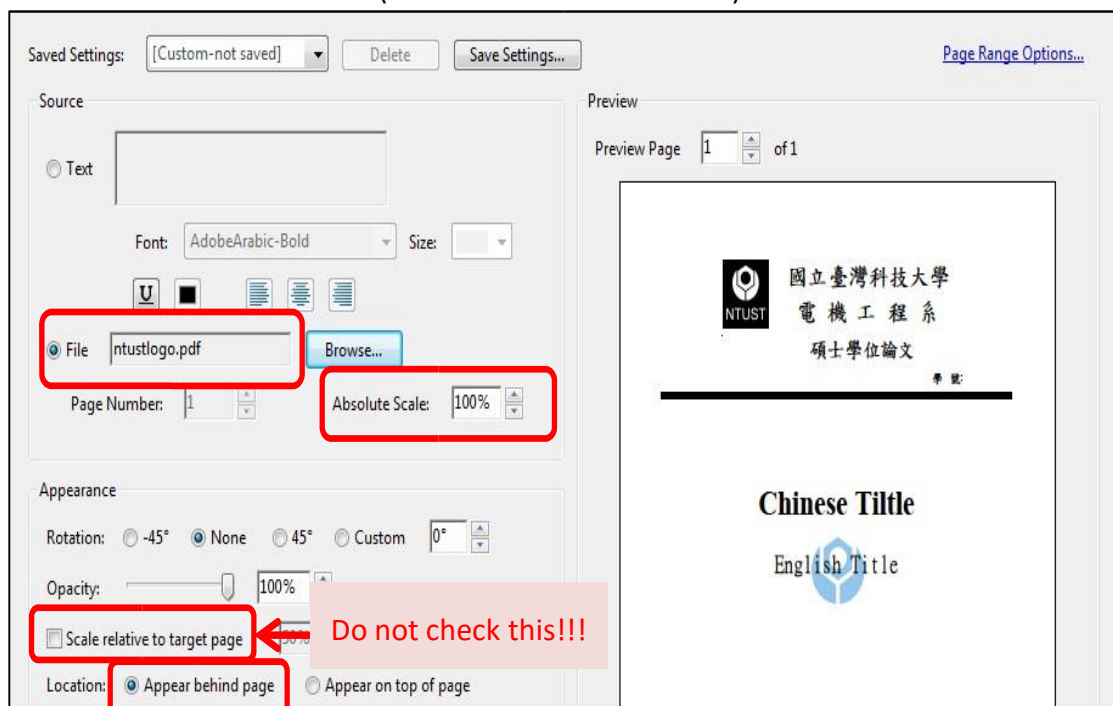 Saved Settings: [Custom-not saved] Delete Save Settings... Page Range Options...
Source
Text
Font: AdobeArabic-Bold Size:
U
File ntustlogo.pdf Browse...
Page Number: 1 Absolute Scale: 100%
Appearance
Rotation: -45° None 45° Custom 0°
Opacity: 100%
Scale relative to target page
Do not check this!!!
Location: Appear behind page Appear on top of page
Preview
Preview Page 1 of 1
NTUST
國立臺灣科技大學
電機工程系
碩士學位論文
學號:
Chinese Tiltle
English Title